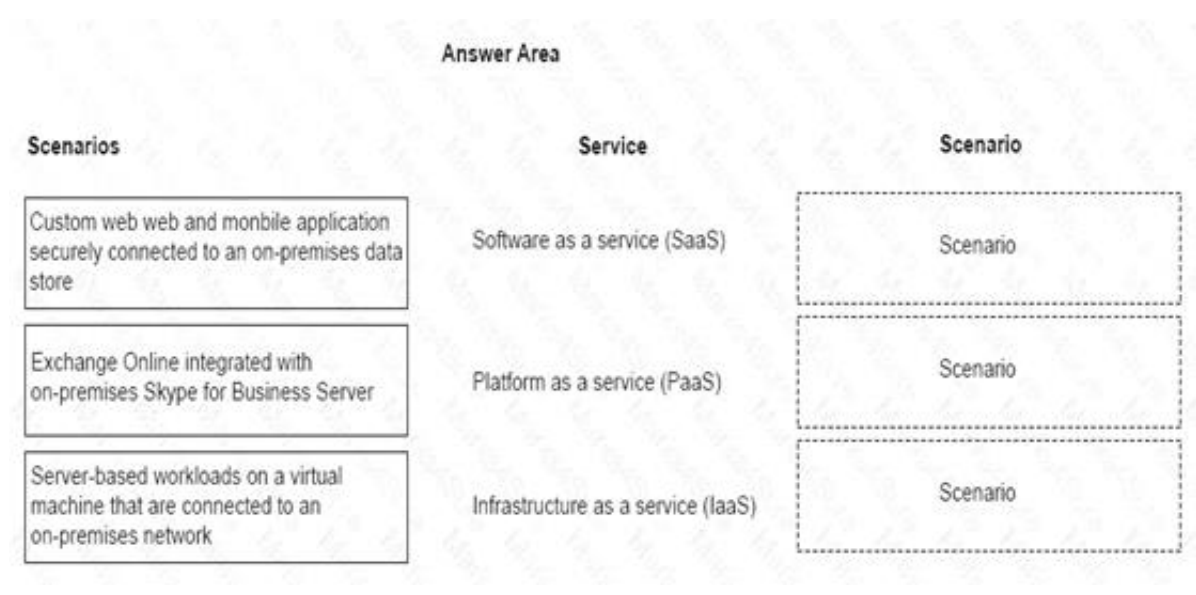 Answer Area
Scenarios
Service
Scenario
Custom web web and monbile application
securely connected to an on-premises data
store
Software as a service (SaaS)
Scenario
Exchange Online integrated with
on-premises Skype for Business Server
Platform as a service (PaaS)
Scenario
Server-based workloads on a virtual
machine that are connected to an
on-premises network
Infrastructure as a service (IaaS)
Scenario